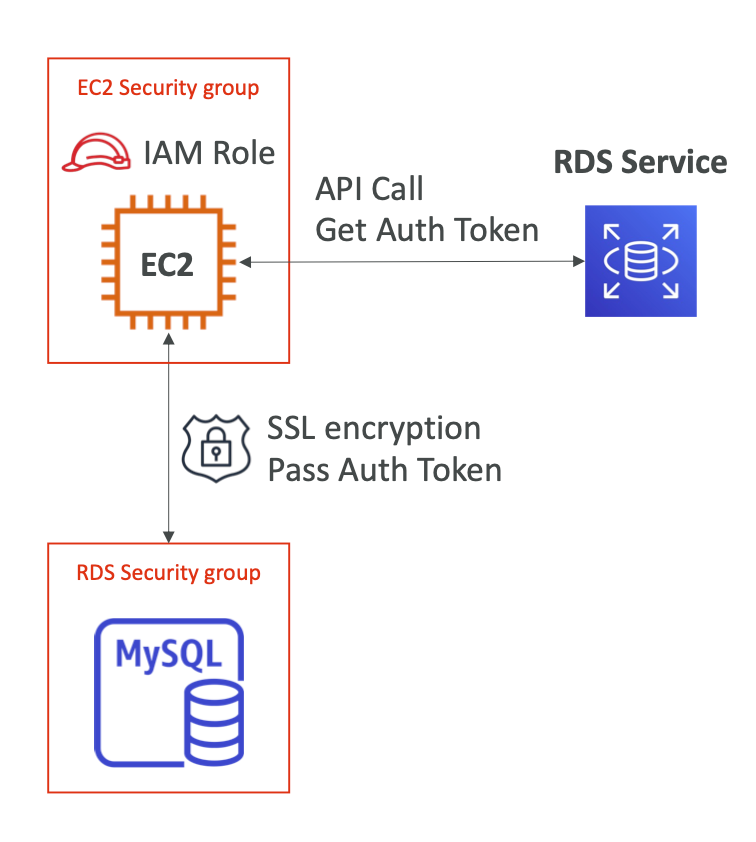 EC2 Security group
IAM Role
EC2
RDS Service
API Call
Get Auth Token
SSL encryption
Pass Auth Token
RDS Security group
MySQL